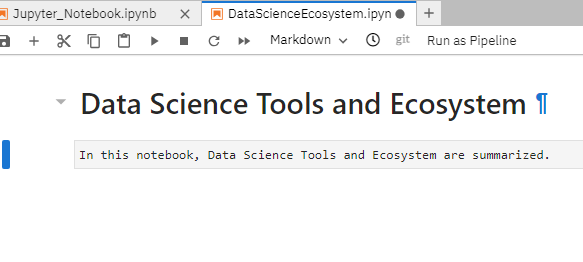 Jupyter_Notebook.ipynb
DataScienceEcosystem.ipyn
Markdown
git
Run as Pipeline
Data Science Tools and Ecosystem ¶
In this notebook, Data Science Tools and Ecosystem are summarized.